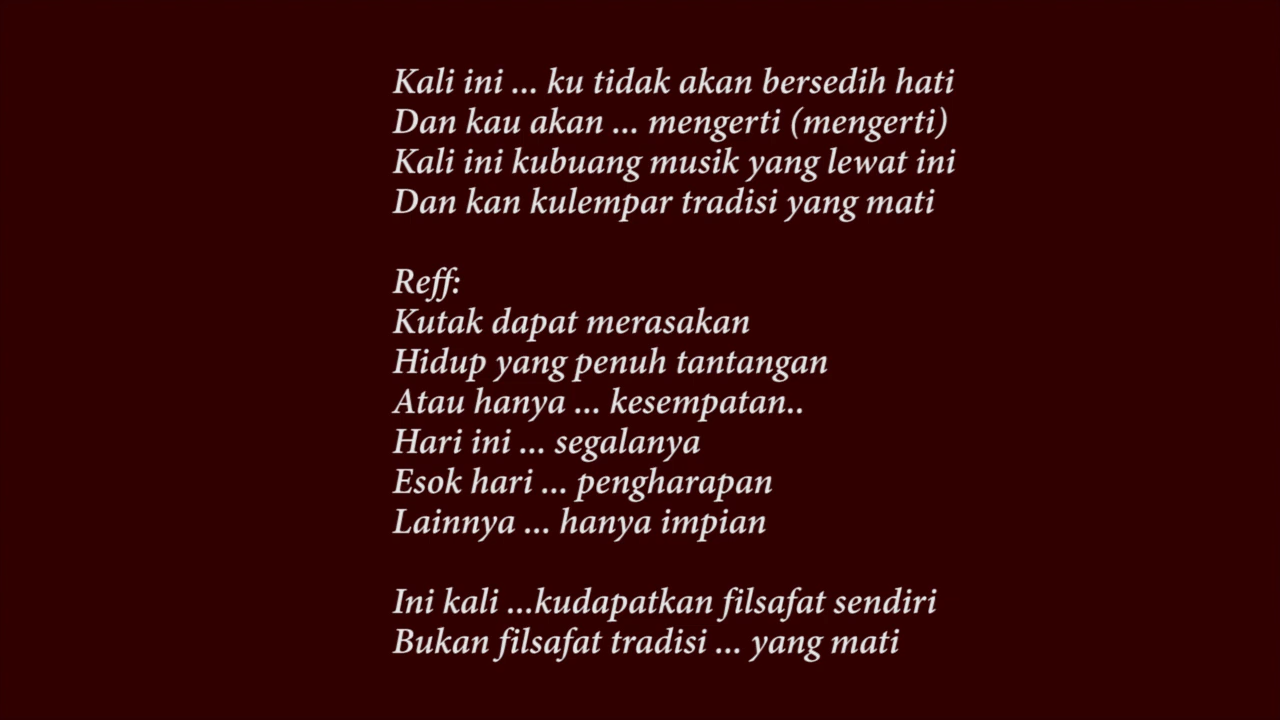 Kali ini ... ku tidak akan bersedih hati
Dan kau akan ... mengerti (mengerti)
Kali ini kubuang musik yang lewat ini
Dan kan kulempar tradisi yang mati
Reff:
Kutak dapat merasakan
Hidup yang penuh tantangan
Atau hanya ... kesempatan..
Hari ini ... segalanya
Esok hari ... pengharapan
Lainnya ... hanya impian
Ini kali ...kudapatkan filsafat sendiri
Bukan filsafat tradisi ... yang mati